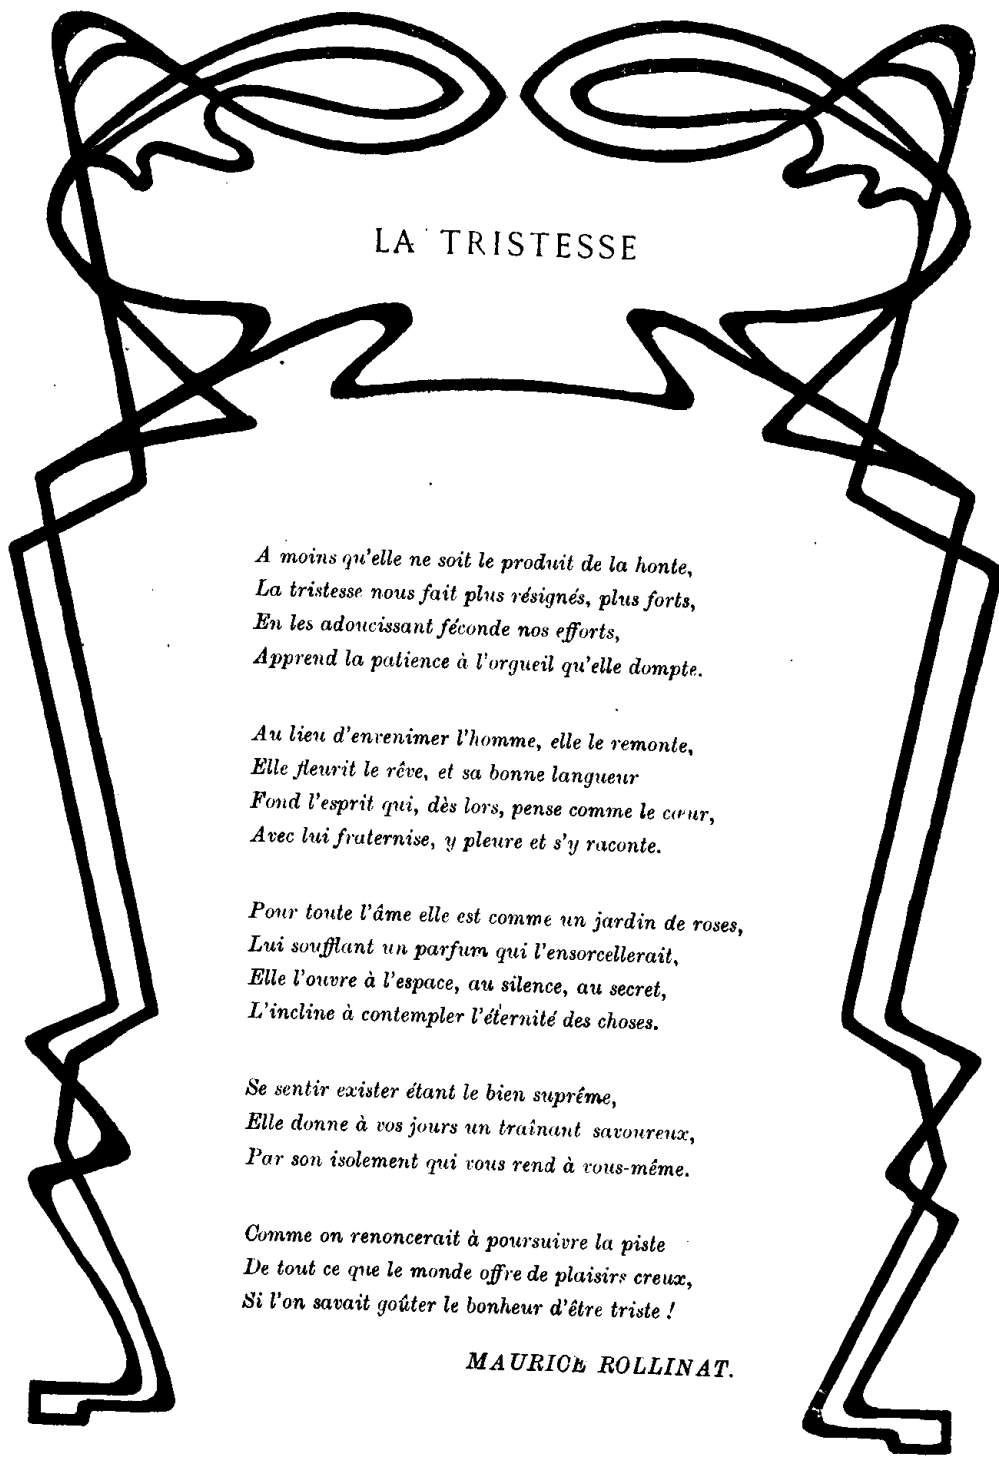 LA TRISTESSE
A moins qu'elle ne soit le produit de la honte,
La tristesse nous fait plus résignés, plus forts,
En les adoucissant féconde nos efforts,
Apprend la patience à l'orgueil qu'elle dompte.
Au lieu d'envenimer l'homme, elle le remonte,
Elle fleurit le rêve, et sa bonne langueur
Fond l'esprit qui, dès lors, pense comme le cœur,
Avec lui fraternise, y pleure et s'y raconte.
Pour toute l'âme elle est comme un jardin de roses,
Lui soufflant un parfum qui l'ensorcellerait,
Elle l'ouvre à l'espace, au silence, au secret,
L'incline à contempler l'éternité des choses.
Se sentir exister étant le bien suprême,
Elle donne à vos jours un traînant savoureux,
Par son isolement qui vous rend à vous-même.
Comme on renoncerait à poursuivre la piste
De tout ce que le monde offre de plaisirs creux,
Si l'on savait goûter le bonheur d'être triste !
MAURICE ROLLINAT.